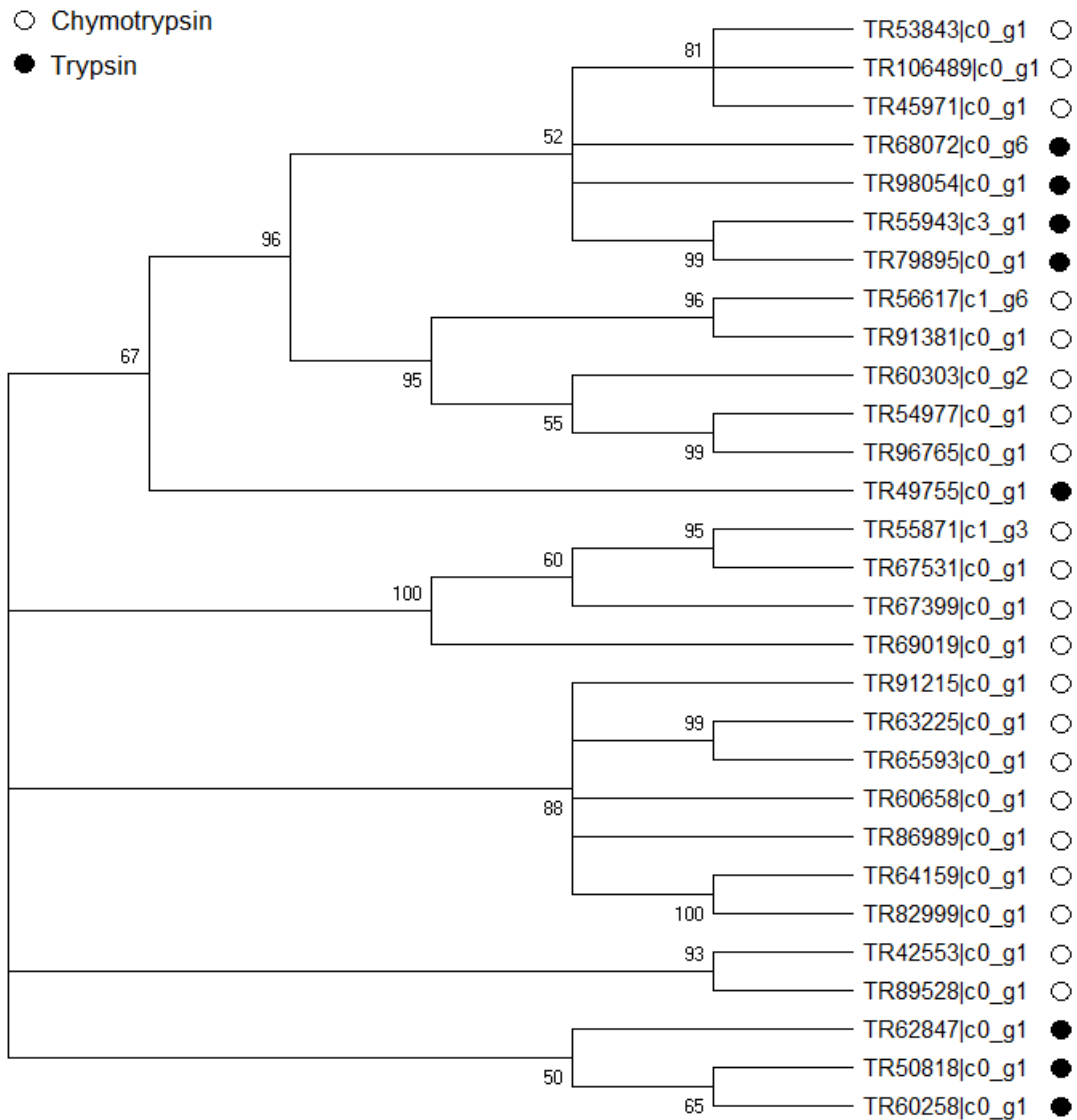 Chymotrypsin
Trypsin
TR53843|c0_g1
81
TR106489|c0_g1
TR45971|c0_g1
52
TR68072|c0_g6
TR98054|c0_g1
TR55943|c3_g1
96
99
TR79895|c0_g1
96
TR56617|c1_g6
TR91381|c0_g1
67
95
TR60303|c0_g2
55
TR54977|c0_g1
99
TR96765|c0_g1
TR49755|c0_g1
95
TR55871|c1_g3
60
TR67531|c0_g1
100
TR67399|c0_g1
TR69019|c0_g1
TR91215|c0_g1
99
TR63225|c0_g1
TR65593|c0_g1
88
TR60658|c0_g1
TR86989|c0_g1
TR64159|c0_g1
100
TR82999|c0_g1
93
TR42553|c0_g1
TR89528|c0_g1
TR62847|c0_g1
50
TR50818|c0_g1
65
TR60258|c0_g1